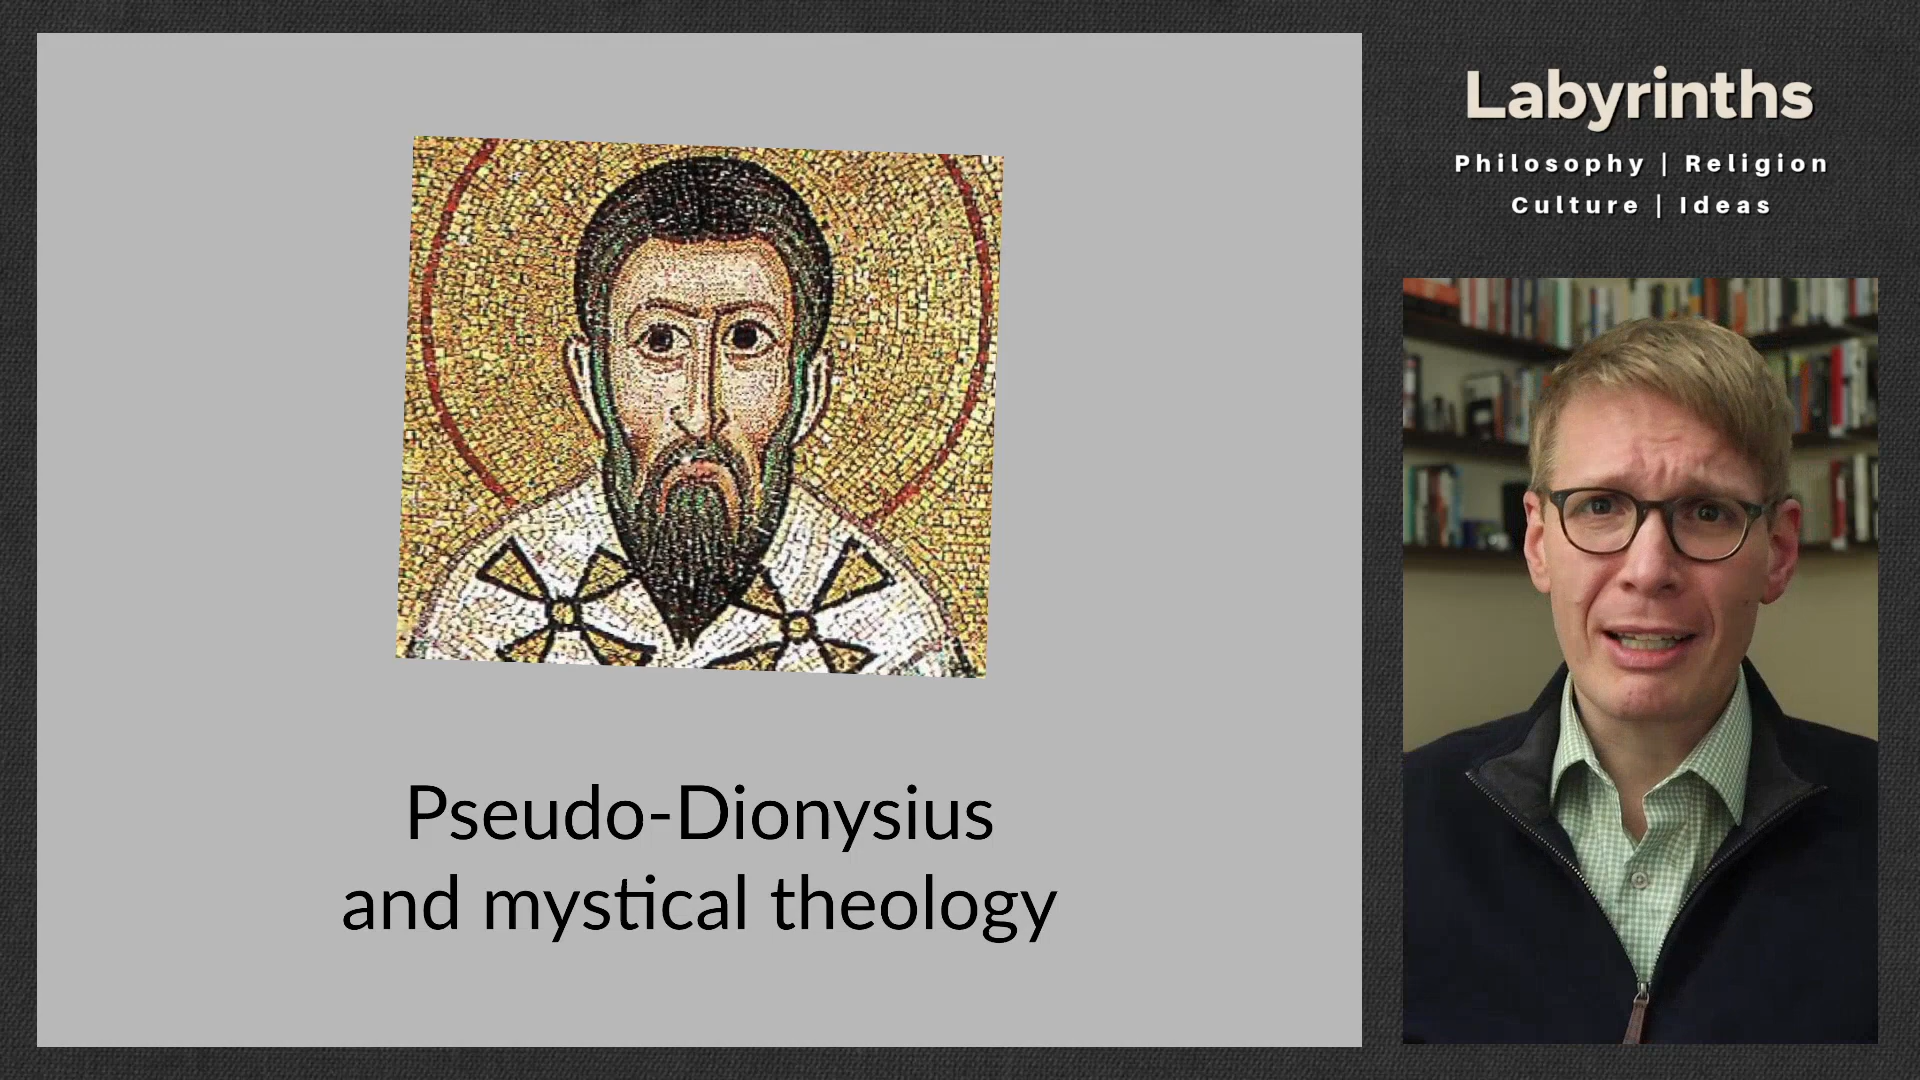 Pseudo-Dionysius
and mystical theology
Labyrinths
Philosophy | Religion
Culture | Ideas